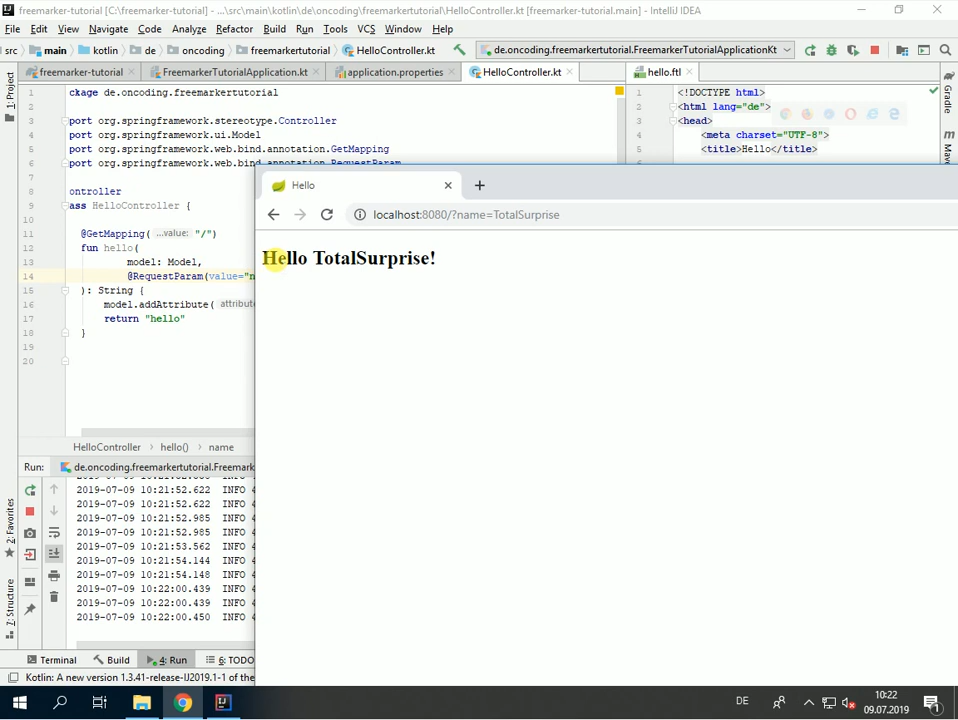 freemarker-tutorial [C:\freemarker-tutorial] - ...\src\main\kotlin\de\oncoding\freemarkertutorial\HelloController.kt [freemarker-tutorial.main] - IntelliJ IDEA
File Edit View Navigate Code Analyze Refactor Build Run Tools VCS Window Help
src main kotlin de oncoding freemarkertutorial HelloController.kt de.oncoding.freemarkertutorial.FreemarkerTutorialApplicationKt
freemarker-tutorial FreemarkerTutorialApplication.kt application.properties HelloController.kt hello.ftl
1: Project
Gradle
1 ckage de.oncoding.freemarkertutorial
2
3 port org.springframework.stereotype.Controller
4 port org.springframework.ui.Model
5 port org.springframework.web.bind.annotation.GetMapping
6 port org.springframework.web.bind.annotation.RequestParam
7
8 ontroller
9 ass HelloController {
10
11 @GetMapping( ...value: "/")
12 fun hello(
13 model: Model,
14 @RequestParam(value="n
15 ): String {
16 model.addAttribute( attribute
17 return "hello"
18 }
19
20
1 <!DOCTYPE html>
2 <html lang="de">
3 <head>
4 <meta charset="UTF-8">
5 <title>Hello</title>
Hello
localhost:8080/?name=TotalSurprise
Hello TotalSurprise!
HelloController hello() name
Run: de.oncoding.freemarkertutorial.Freemark
2019-07-09 10:21:52.622 INFO 4
2019-07-09 10:21:52.622 INFO 4
2019-07-09 10:21:52.985 INFO 4
2019-07-09 10:21:52.985 INFO 4
2019-07-09 10:21:53.562 INFO 4
2019-07-09 10:21:54.144 INFO 4
2019-07-09 10:21:54.148 INFO 4
2019-07-09 10:22:00.439 INFO 4
2019-07-09 10:22:00.439 INFO 4
2019-07-09 10:22:00.450 INFO 4
2: Favorites
7: Structure
Terminal Build 4: Run 6: TODO
Kotlin: A new version 1.3.41-release-IJ2019.1-1 of the
DE
10:22
09.07.2019
1